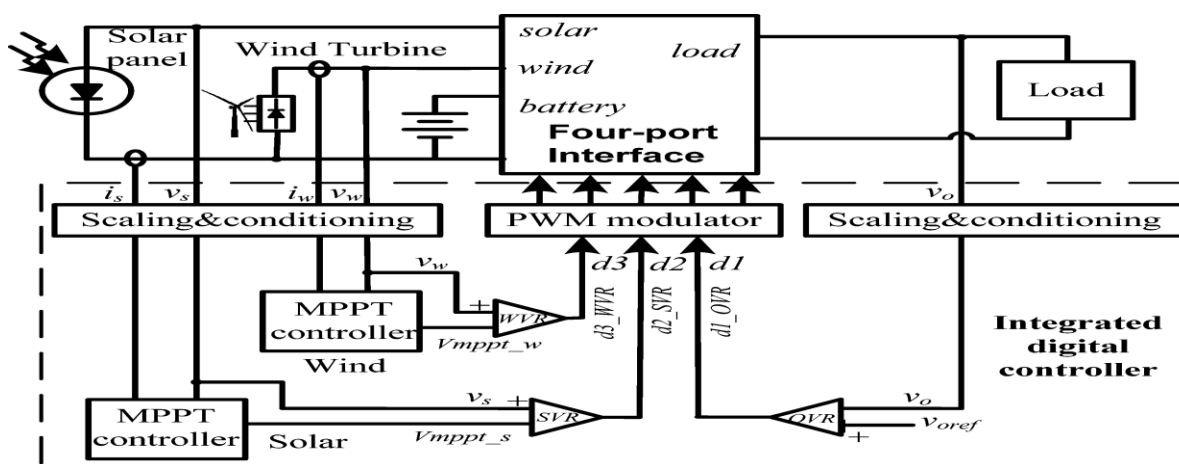 Solar
panel
Wind Turbine
solar
wind
battery
load
Four-port
Interface
Load
i_s
v_s
i_w
v_w
v_o
Scaling&conditioning
PWM modulator
Scaling&conditioning
v_w
d3
d2
d1
MPPT
controller
Wind
+
WVR
Vmppt_w
d3_WVR
d2_SVR
d1_OVR
Integrated
digital
controller
MPPT
controller
Solar
v_s
+
SVR
Vmppt_s
OVR
v_o
+
v_oref